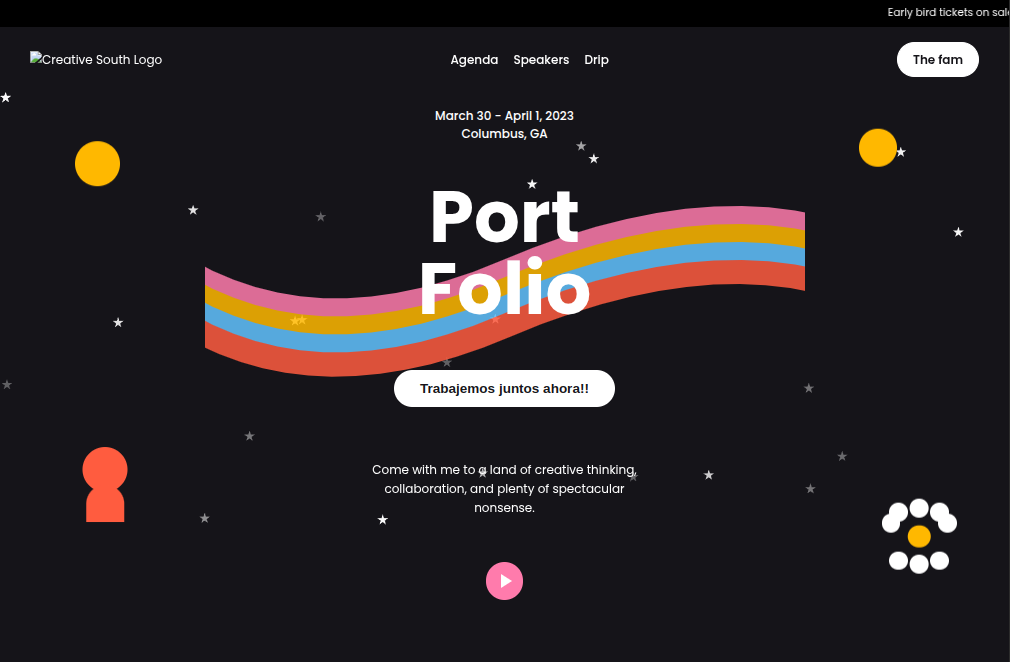 Early bird tickets on sal
Creative South Logo
Agenda Speakers Drip
The fam
March 30 - April 1, 2023
Columbus, GA
Port
Folio
Trabajemos juntos ahora!!
Come with me to a land of creative thinking,
collaboration, and plenty of spectacular
nonsense.